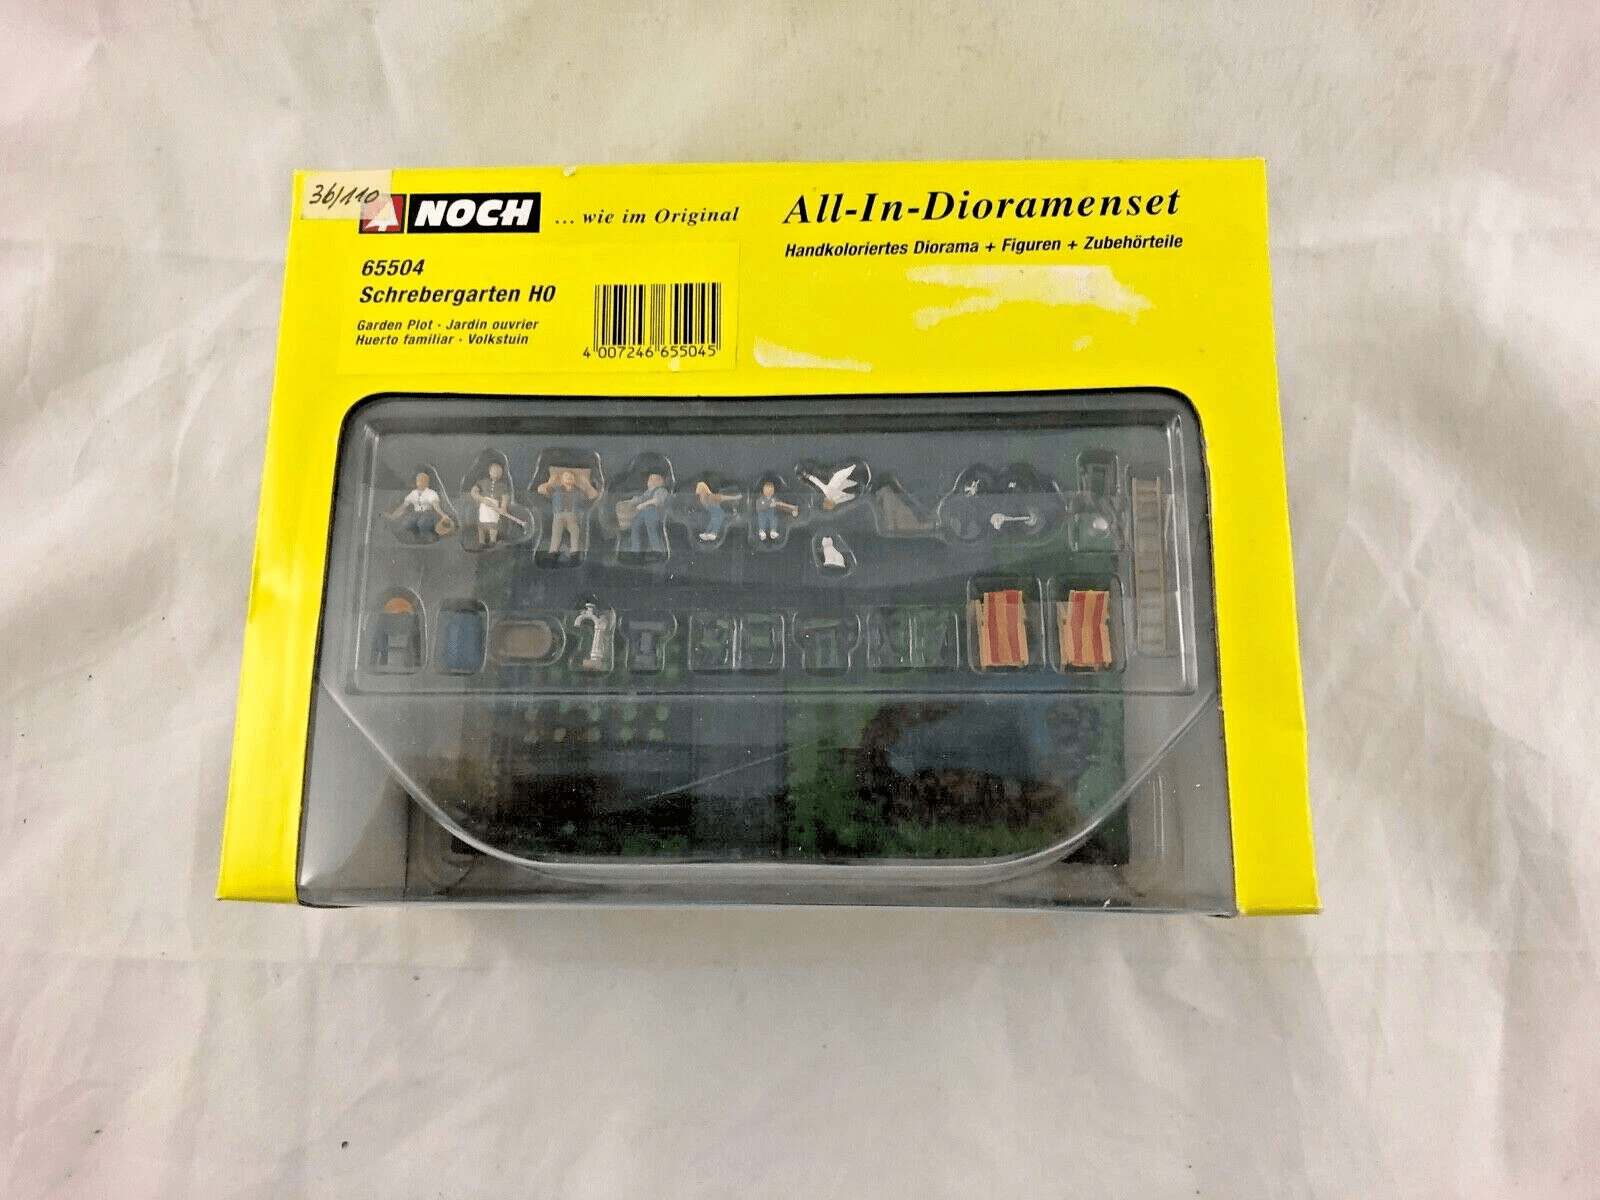 36/110
NOCH ... wie im Original
65504
Schrebergarten H0
Garden Plot · Jardin ouvrier
Huerto familiar · Volkstuin
4 007246 655045
All-In-Dioramenset
Handkoloriertes Diorama + Figuren + Zubehörteile